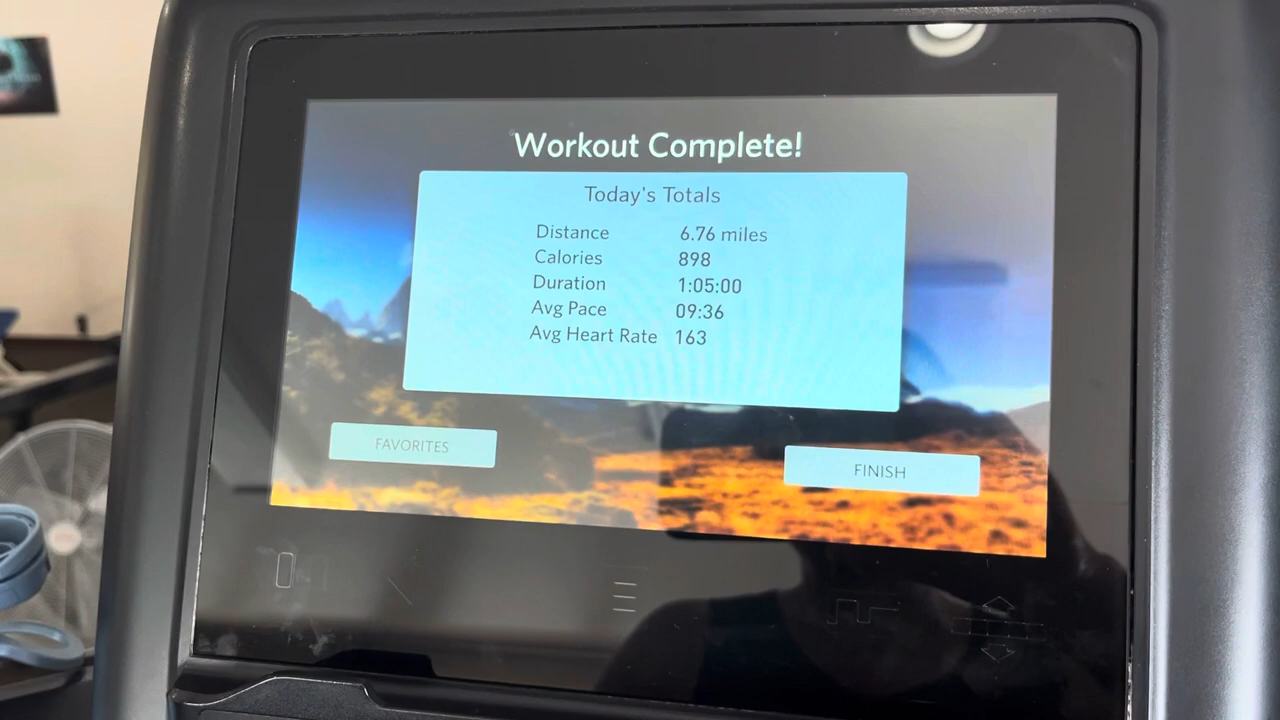 Workout Complete!
Today's Totals
Distance 6.76 miles
Calories 898
Duration 1:05:00
Avg Pace 09:36
Avg Heart Rate 163
FAVORITES
FINISH